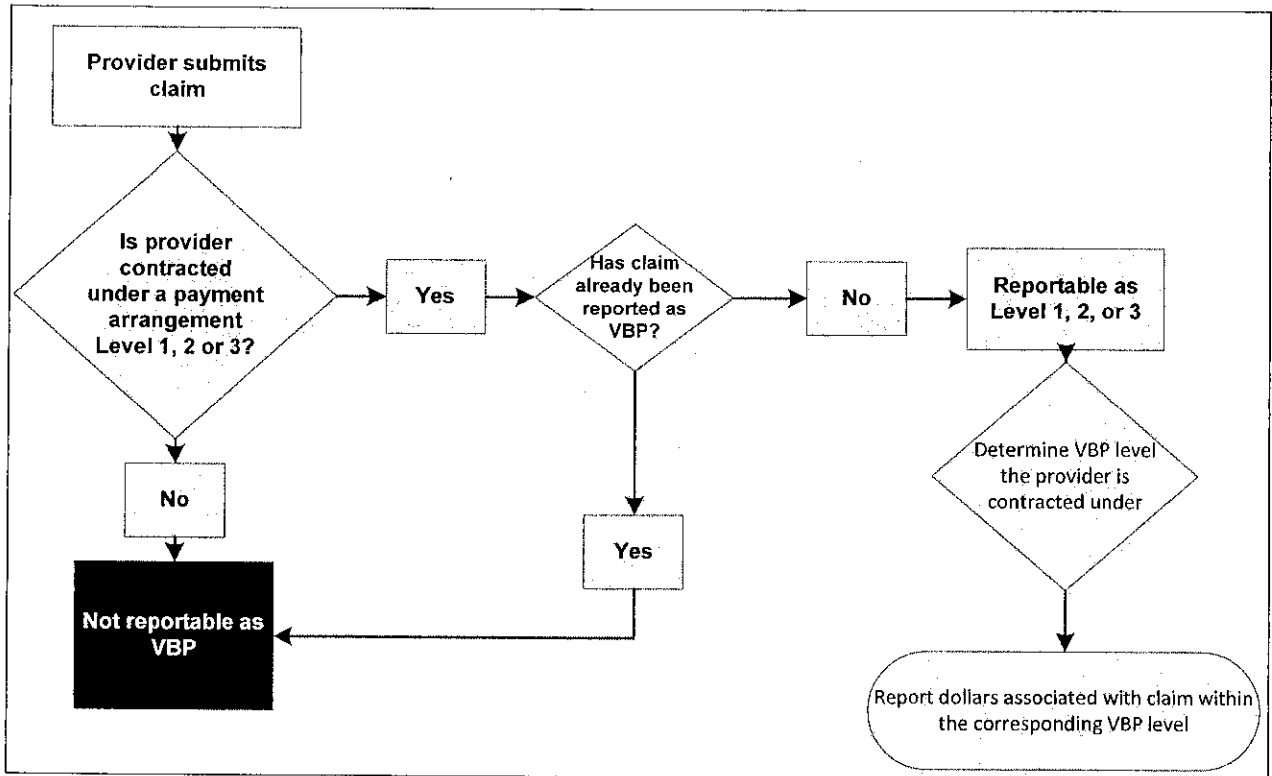 Provider submits
claim
Is provider
contracted
under a payment
arrangement
Level 1, 2 or 3?
Yes
Has claim
already been
reported as
VBP?
No
Reportable as
Level 1, 2, or 3
Determine VBP level
the provider is
contracted under
No
Yes
Not reportable as
VBP
Report dollars associated with claim within
the corresponding VBP level